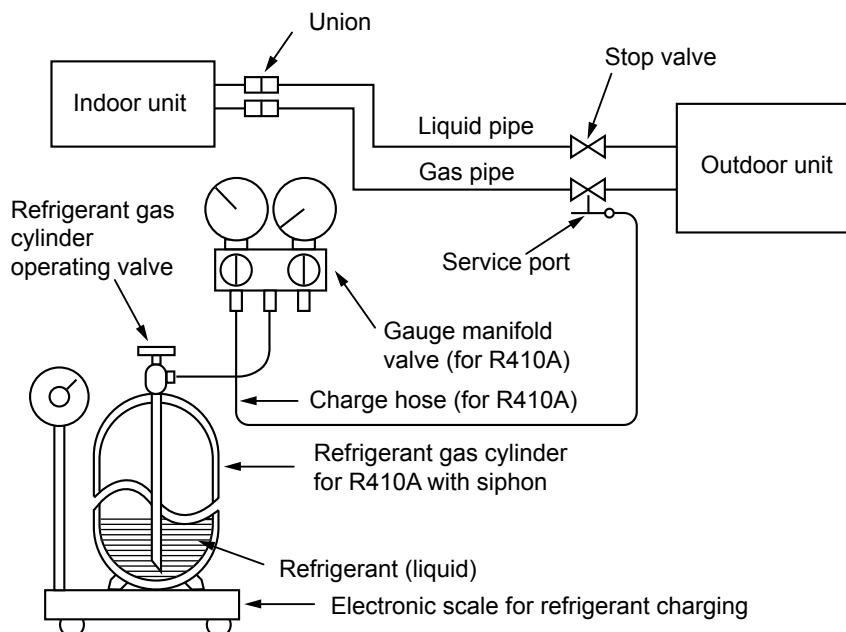 Union
Stop valve
Indoor unit
Liquid pipe
Outdoor unit
Gas pipe
Refrigerant gas
cylinder
operating valve
Service port
Gauge manifold
valve (for R410A)
Charge hose (for R410A)
Refrigerant gas cylinder
for R410A with siphon
Refrigerant (liquid)
Electronic scale for refrigerant charging